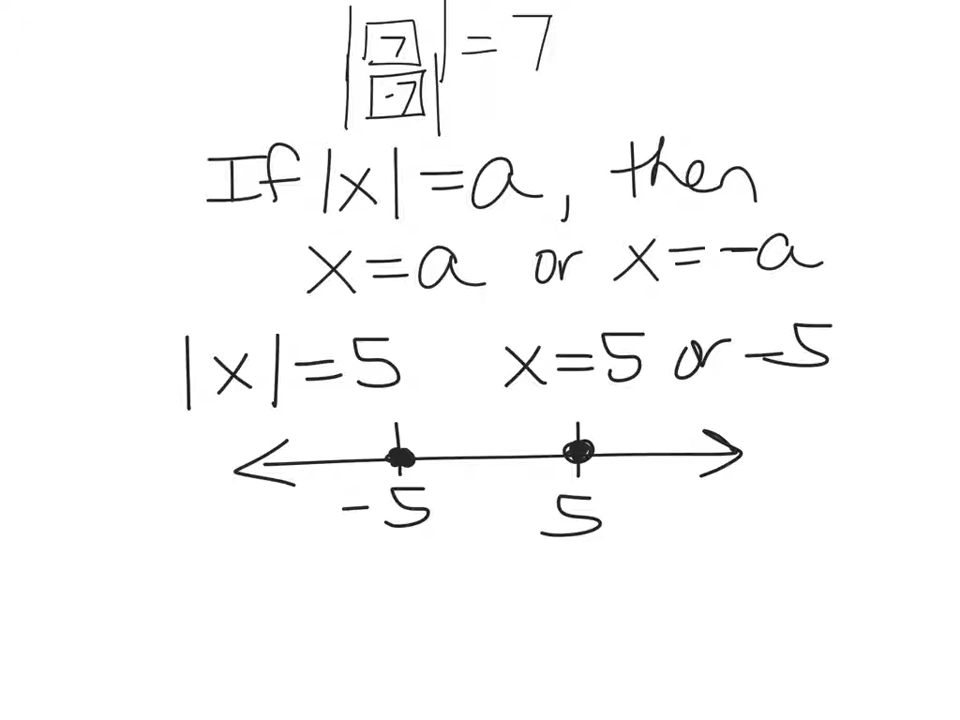 |7 = 7
|-7|
If |x| = a, then
x = a or x = -a
|x| = 5 x = 5 or -5
-5 5